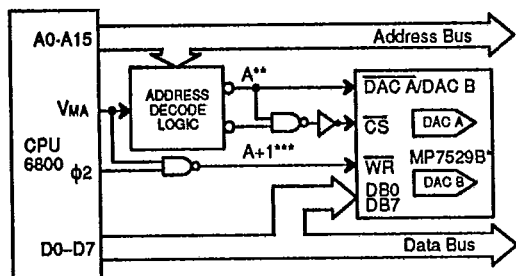 A0-A15
Address Bus
A**
VMA
ADDRESS
DECODE
LOGIC
DAC A/DAC B
DAC A
CS
CPU
6800
A+1***
WR
MP7529B*
φ2
DB0
DB7
DAC B
D0-D7
Data Bus